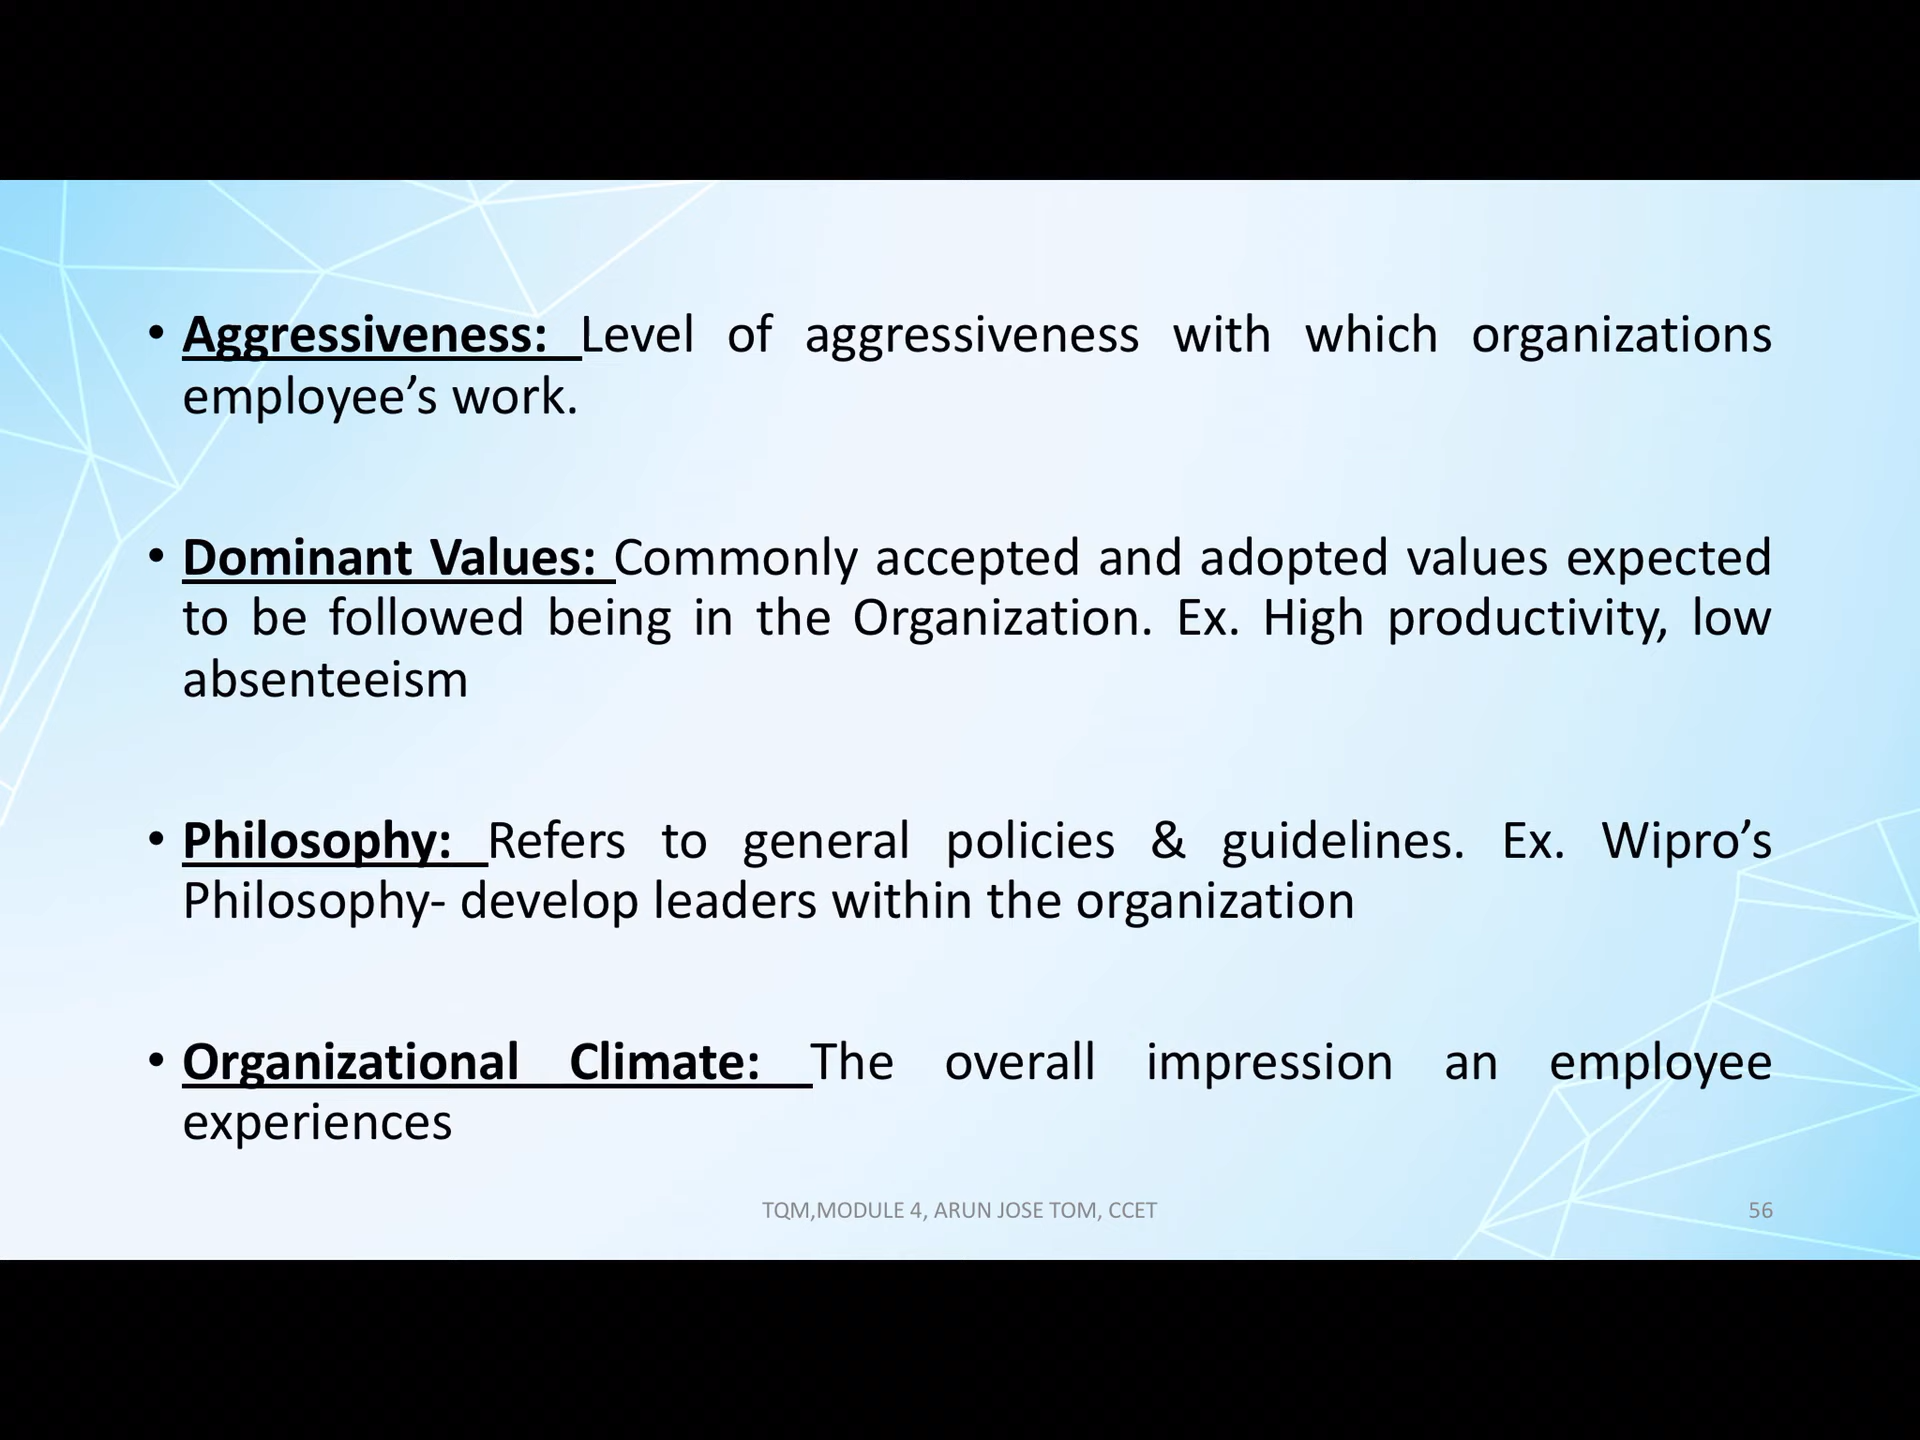 • Aggressiveness: Level of aggressiveness with which organizations
employee’s work.
• Dominant Values: Commonly accepted and adopted values expected
to be followed being in the Organization. Ex. High productivity, low
absenteeism
• Philosophy: Refers to general policies & guidelines. Ex. Wipro’s
Philosophy- develop leaders within the organization
• Organizational Climate: The overall impression an employee
experiences
TQM,MODULE 4, ARUN JOSE TOM, CCET
56